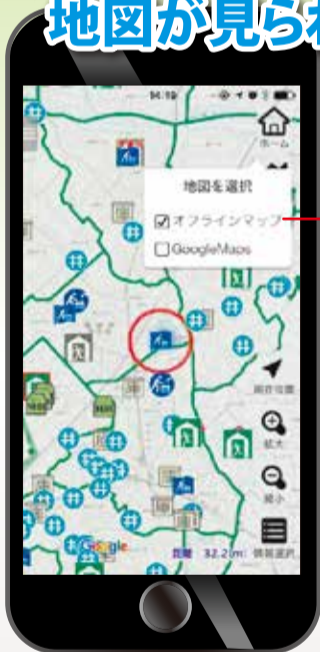 地図が見られ
14:19
ホーム
地図を選択
オフラインマップ
GoogleMaps
現在位置
拡大
縮小
Google
距離 32.2 m
情報選択